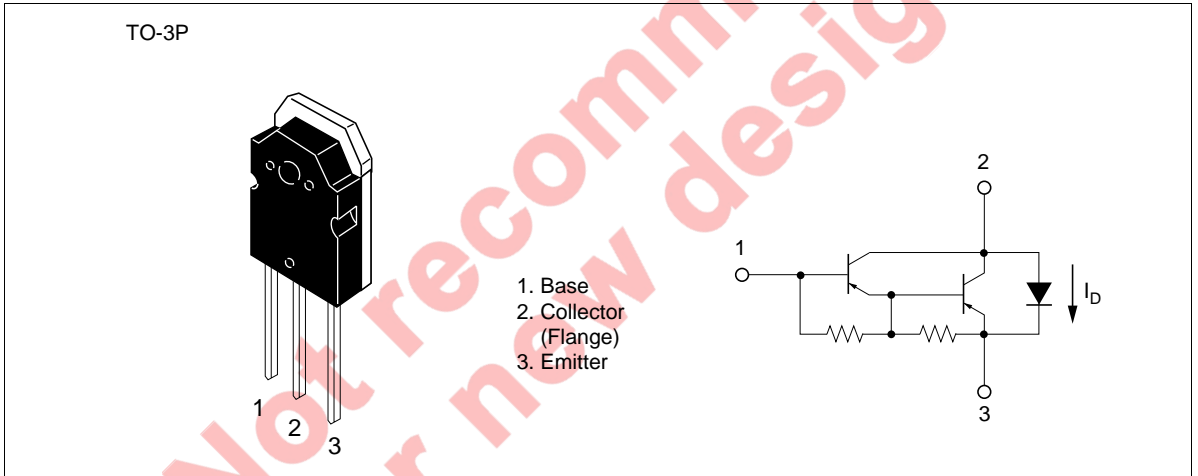 TO-3P
1
2
3
1. Base
2. Collector
(Flange)
3. Emitter
1
2
3
I_D
Not recomm
r new desig